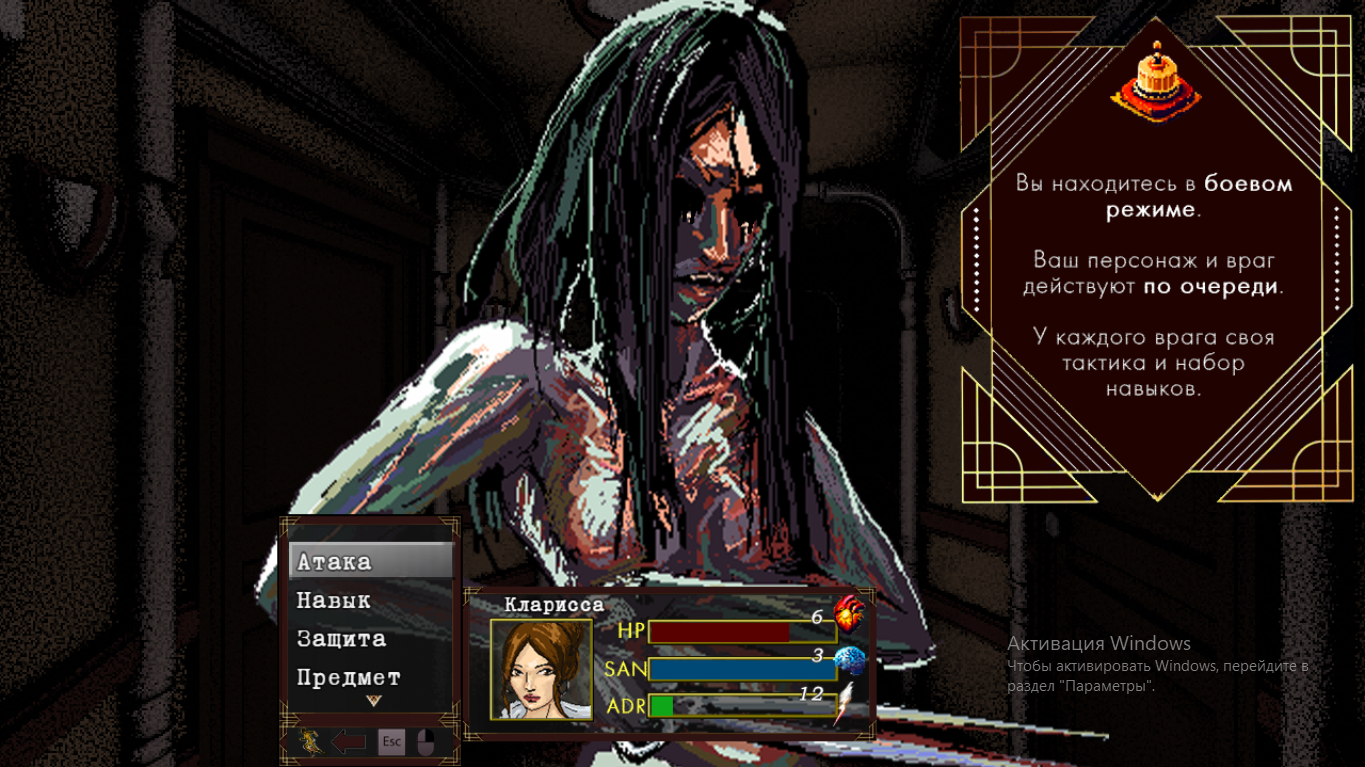 Вы находитесь в боевом
режиме.
Ваш персонаж и враг
действуют по очереди.
У каждого врага своя
тактика и набор
навыков.
Атака
Навык
Защита
Предмет
Esc
Кларисса
HP 6
SAN 3
ADR 12
Активация Windows
Чтобы активировать Windows, перейдите в
раздел "Параметры".